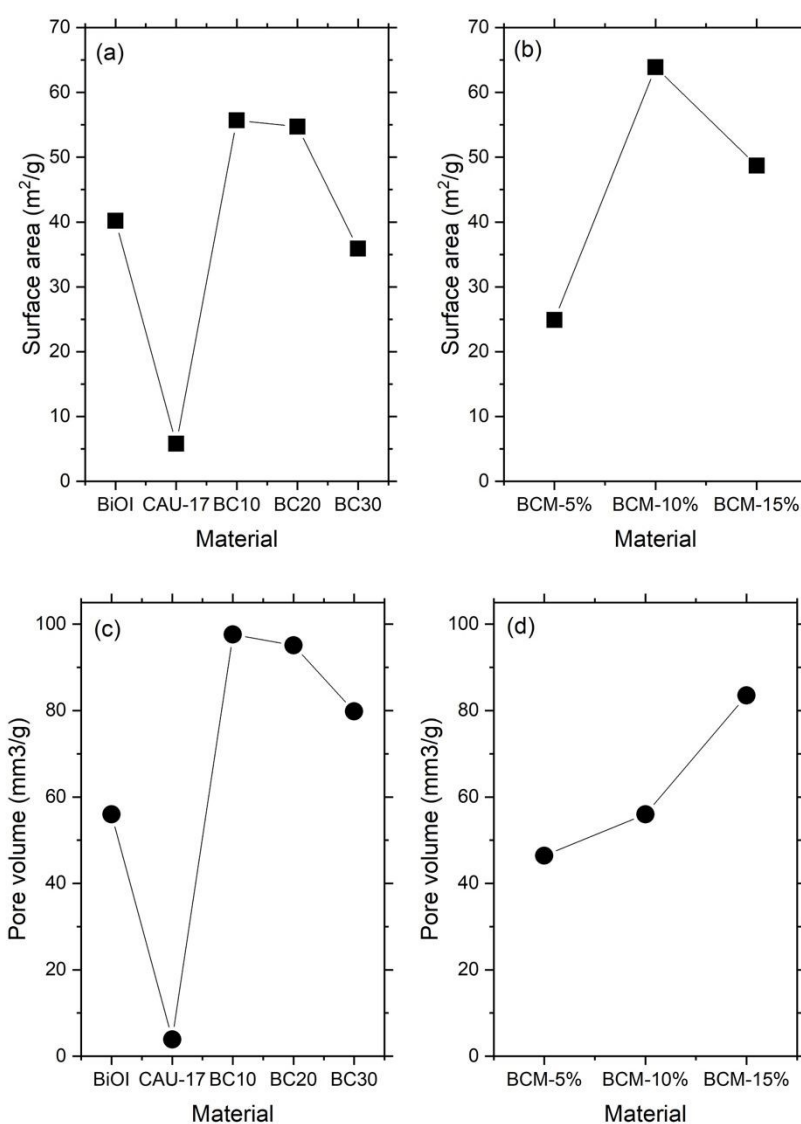 (a)
Surface area (m²/g)
70
60
50
40
30
20
10
0
BiOI CAU-17 BC10 BC20 BC30
Material
(b)
Surface area (m²/g)
70
60
50
40
30
20
10
0
BCM-5% BCM-10% BCM-15%
Material
(c)
Pore volume (mm3/g)
100
80
60
40
20
0
BiOI CAU-17 BC10 BC20 BC30
Material
(d)
Pore volume (mm3/g)
100
80
60
40
20
0
BCM-5% BCM-10% BCM-15%
Material